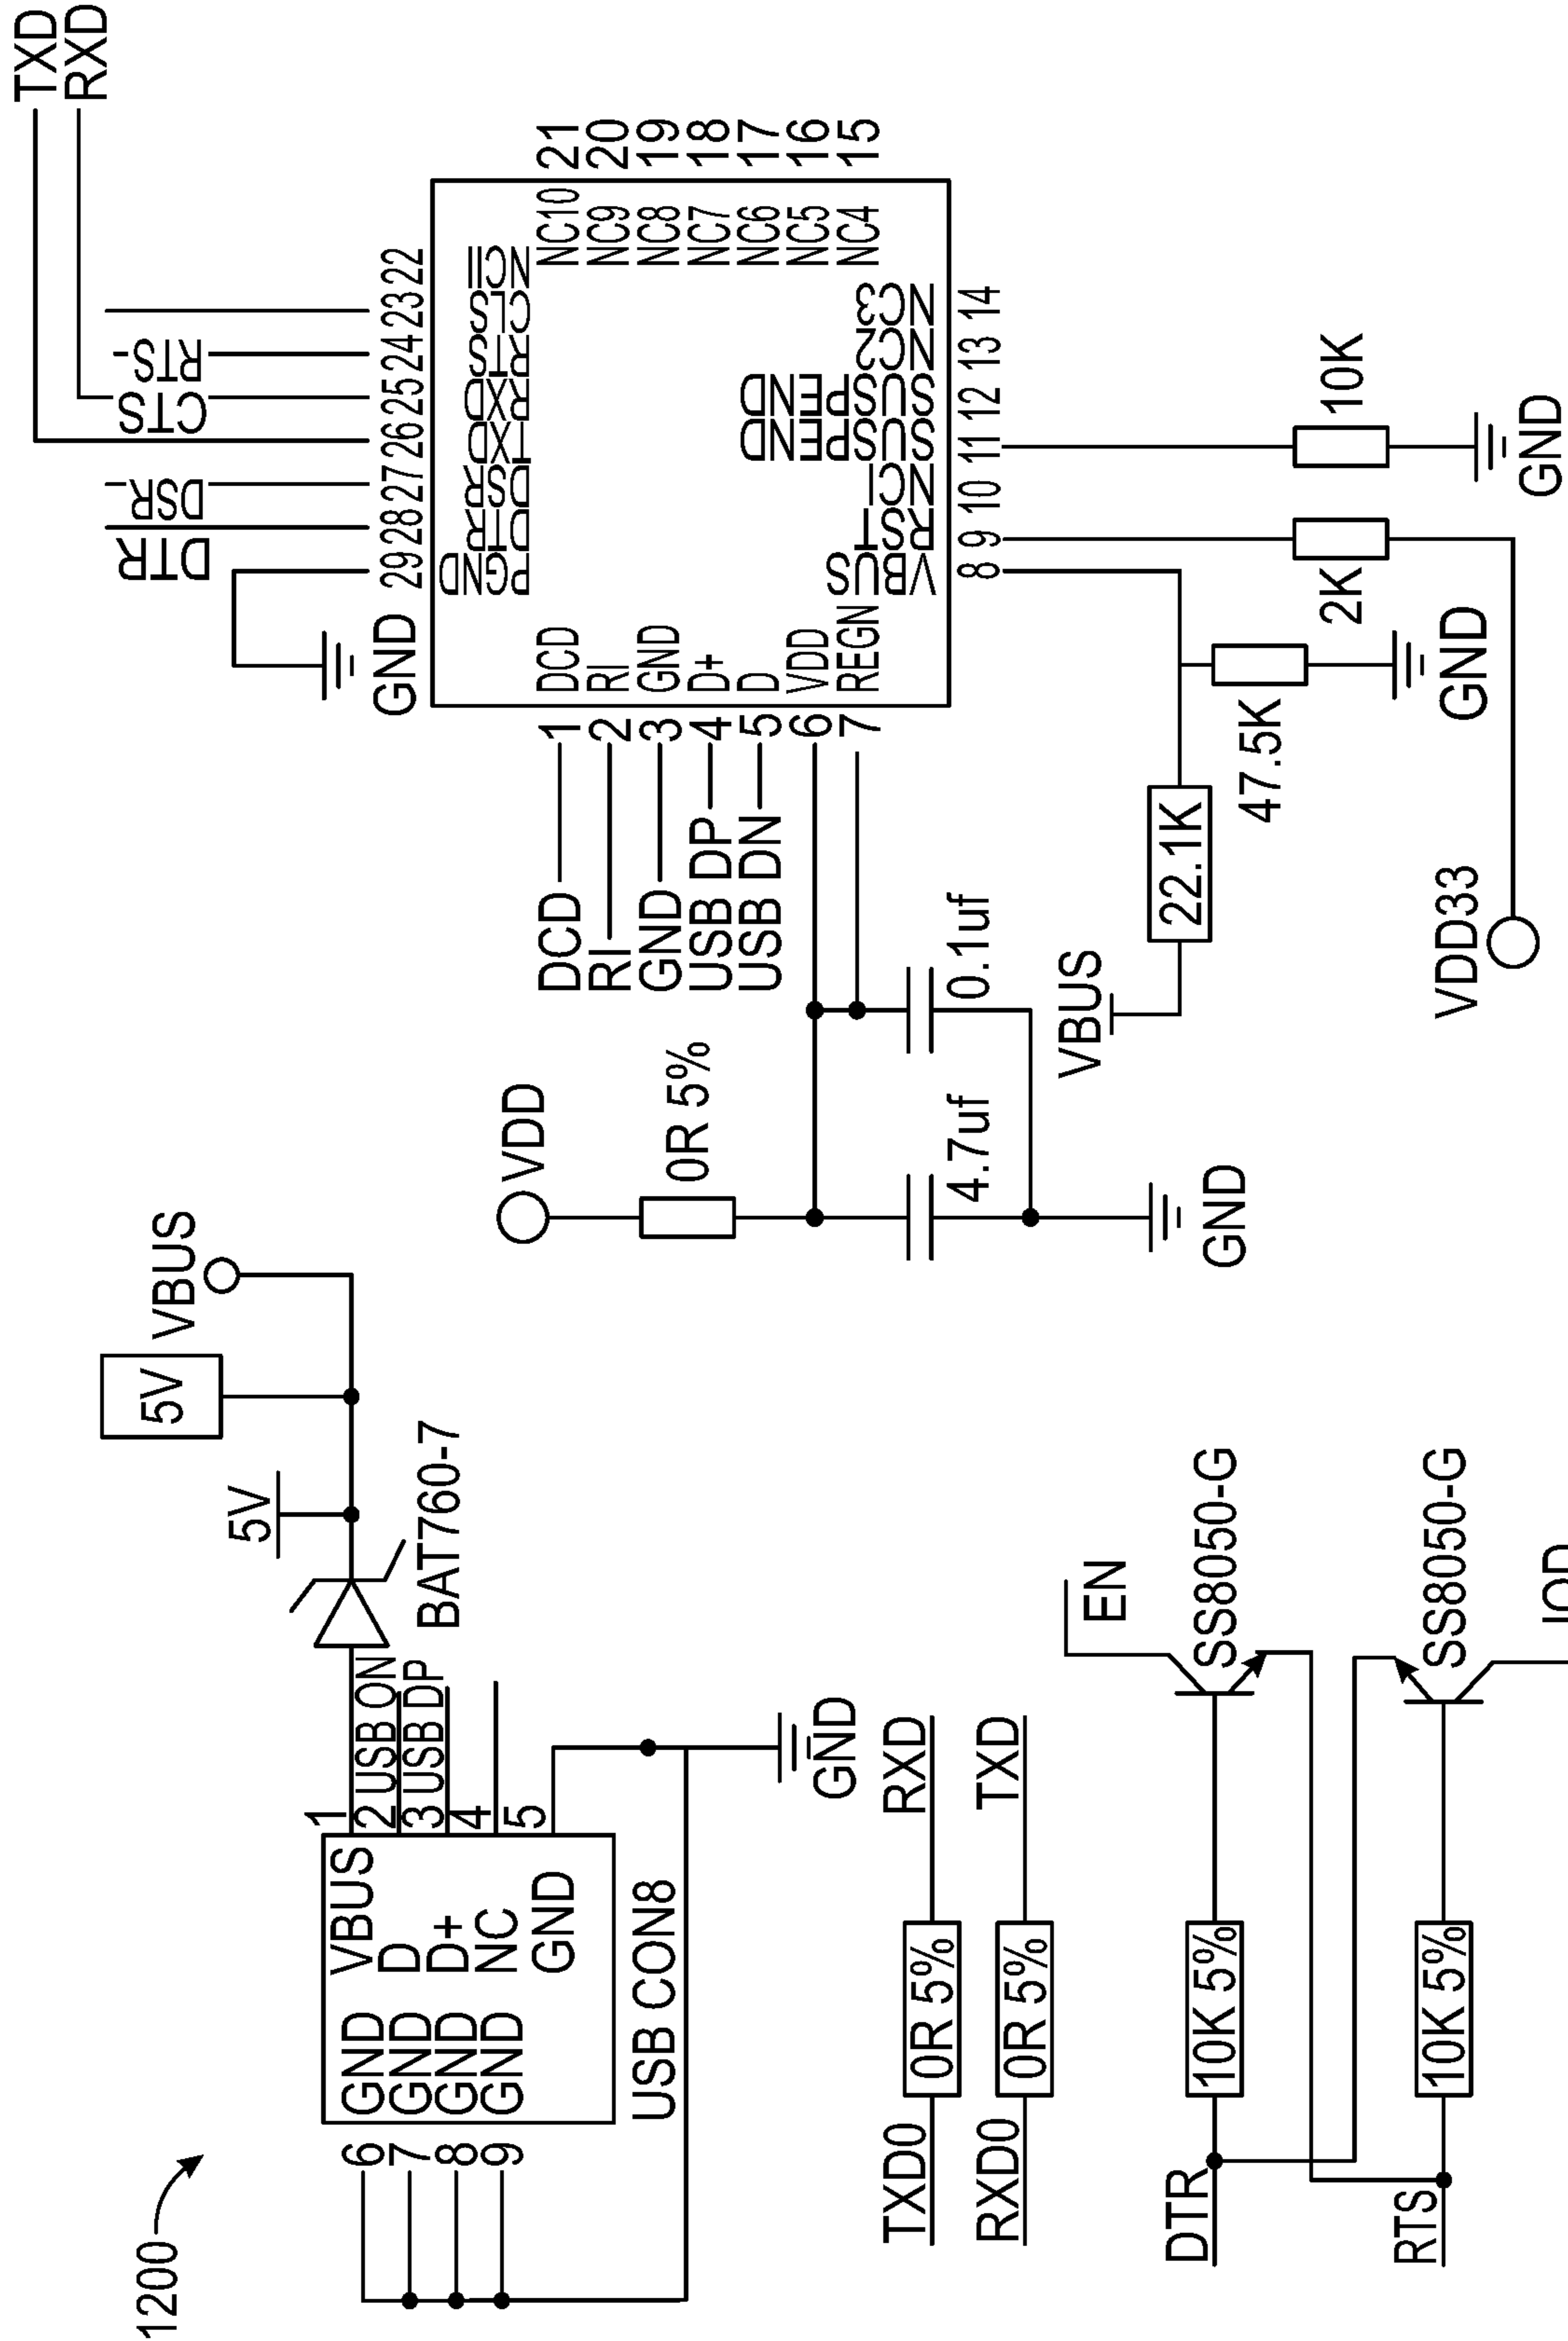 1200
5V
5V
VBUS
BAT760-7
1
2 USB ON
3 USB DP
4
5
VBUS
D
D+
NC
GND
GND
GND
GND
GND
6
7
8
9
USB CON8
GND
TXD0
0R 5%
RXD
RXD0
0R 5%
TXD
DTR
10K 5%
EN
SS8050-G
RTS
10K 5%
SS8050-G
TXD
RXD
DTR
DSR-
CTS
RTS-
GND
29 28 27 26 25 24 23 22
PGND
DTR
DSR
TXD
RXD
RTS
CLS
NCII
DCD
RI
GND
USB DP
USB DN
1
2
3
4
5
6
7
DCD
RI
GND
D+
D
VDD
REGN
NC10
NC9
NC8
NC7
NC6
NC5
NC4
21
20
19
18
17
16
15
VBUS
RST
NCI
SUSPEND
SUSPEND
NC2
NC3
8 9 10 11 12 13 14
VDD
0R 5%
4.7uf
0.1uf
GND
VBUS
22.1K
47.5K
GND
2K
VDD33
10K
GND